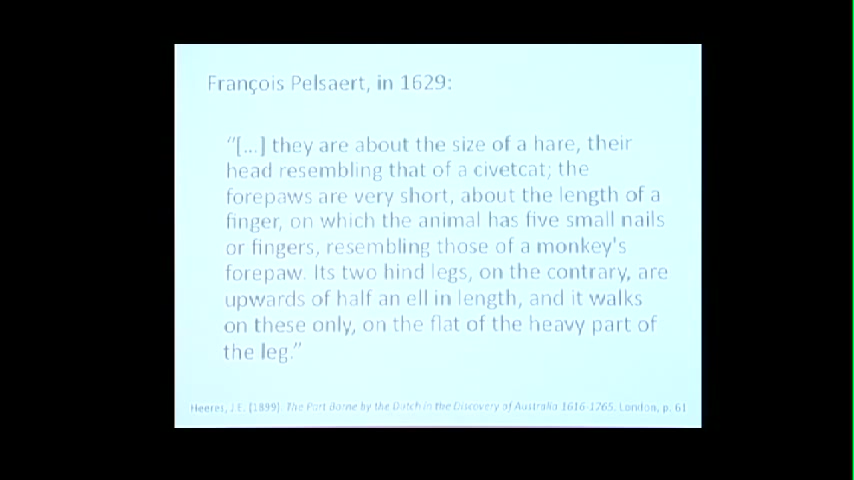 François Pelsaert, in 1629:
“[...] they are about the size of a hare, their
head resembling that of a civetcat; the
forepaws are very short, about the length of a
finger, on which the animal has five small nails
or fingers, resembling those of a monkey's
forepaw. Its two hind legs, on the contrary, are
upwards of half an ell in length, and it walks
on these only, on the flat of the heavy part of
the leg.”
Heeres, J.E. (1899). The Part Borne by the Dutch in the Discovery of Australia 1616-1765. London, p. 61